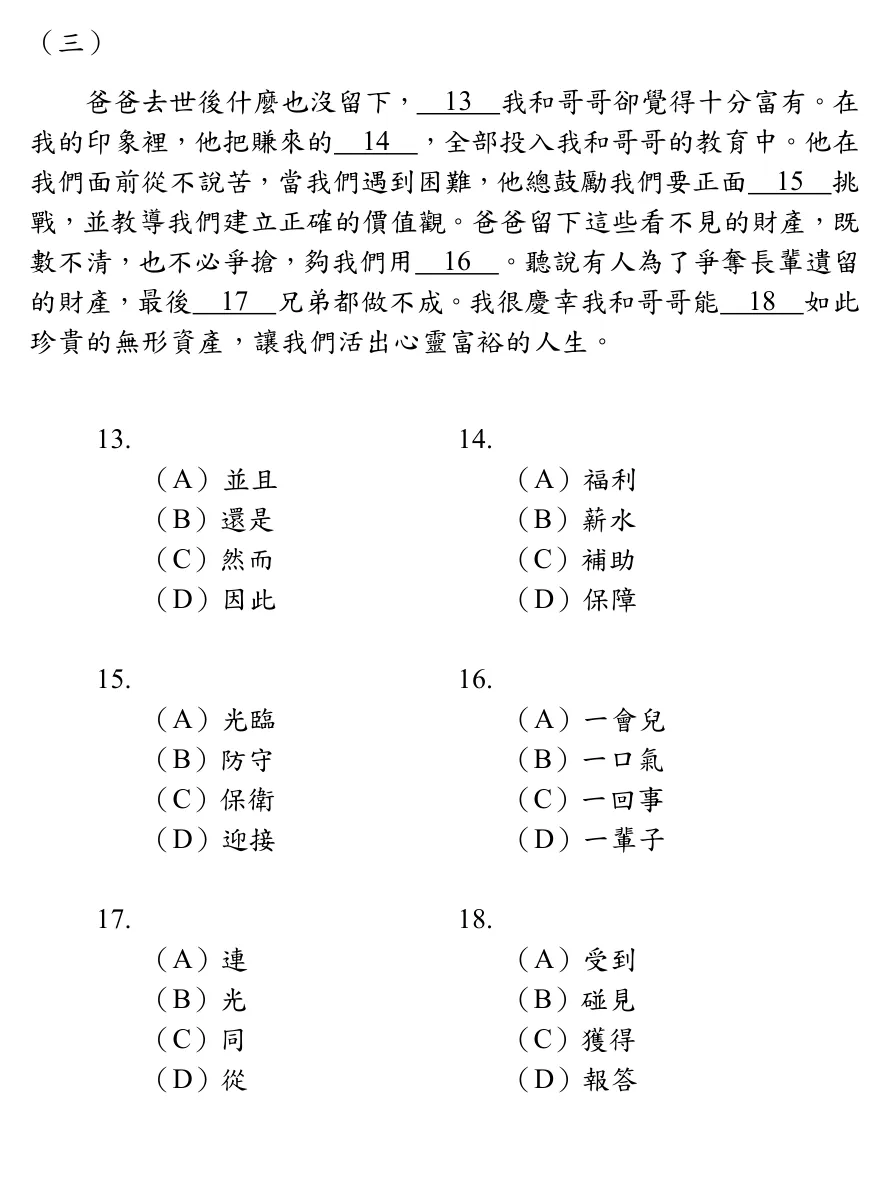 （三）
爸爸去世後什麼也沒留下，__13__我和哥哥卻覺得十分富有。在
我的印象裡，他把賺來的__14__，全部投入我和哥哥的教育中。他在
我們面前從不說苦，當我們遇到困難，他總鼓勵我們要正面__15__挑
戰，並教導我們建立正確的價值觀。爸爸留下這些看不見的財產，既
數不清，也不必爭搶，夠我們用__16__。聽說有人為了爭奪長輩遺留
的財產，最後__17__兄弟都做不成。我很慶幸我和哥哥能__18__如此
珍貴的無形資產，讓我們活出心靈富裕的人生。
13.
（A）並且
（B）還是
（C）然而
（D）因此
14.
（A）福利
（B）薪水
（C）補助
（D）保障
15.
（A）光臨
（B）防守
（C）保衛
（D）迎接
16.
（A）一會兒
（B）一口氣
（C）一回事
（D）一輩子
17.
（A）連
（B）光
（C）同
（D）從
18.
（A）受到
（B）碰見
（C）獲得
（D）報答